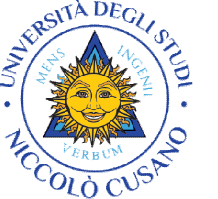 UNIVERSITÀ DEGLI STUDI
NICCOLÒ CUSANO
MENS
INGENII
VERBUM